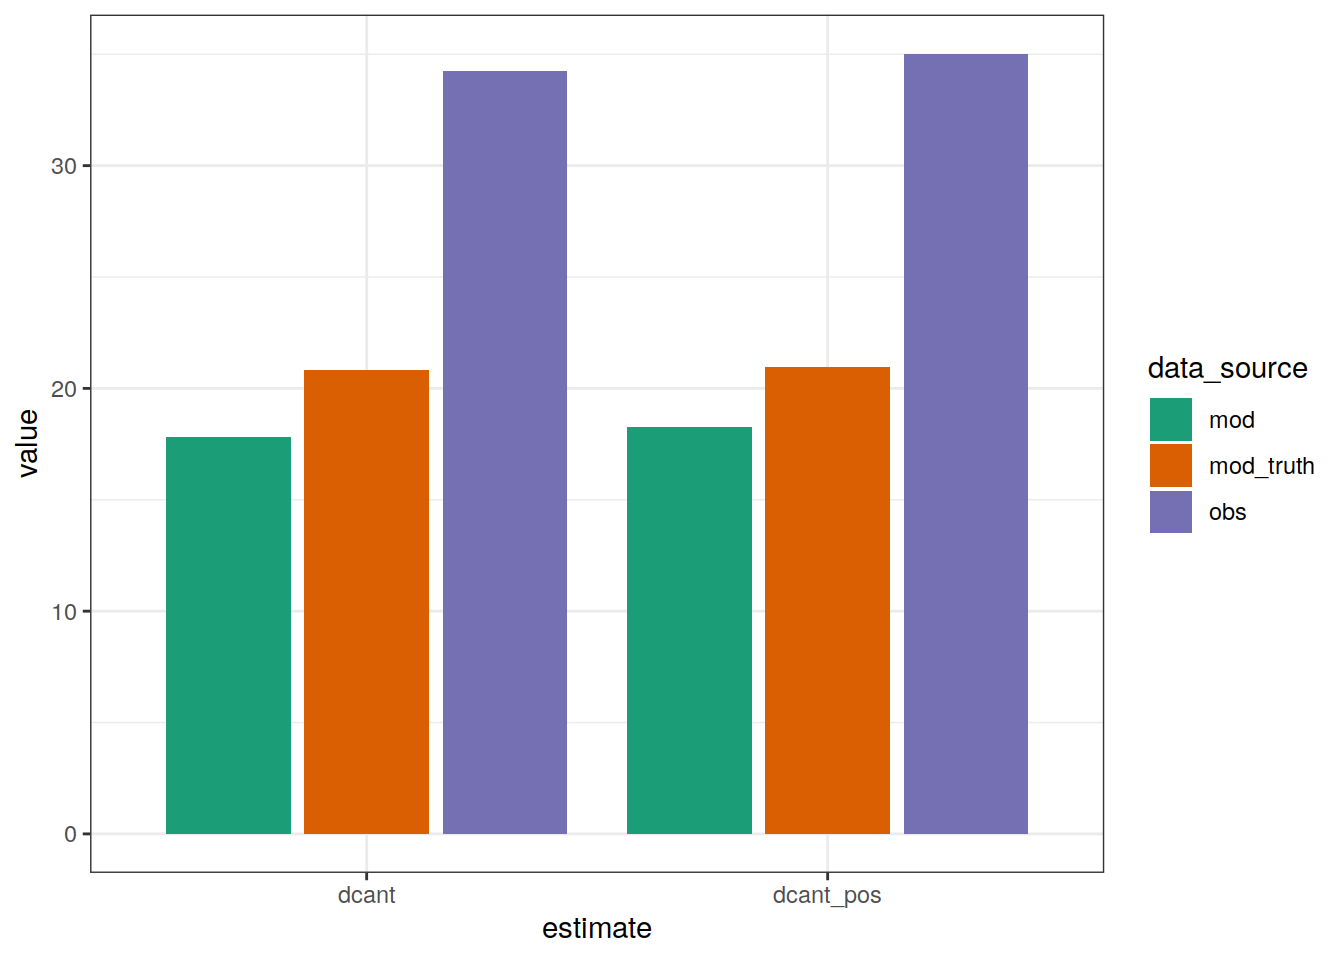 value
30
20
10
0
dcant
dcant_pos
estimate
data_source
mod
mod_truth
obs